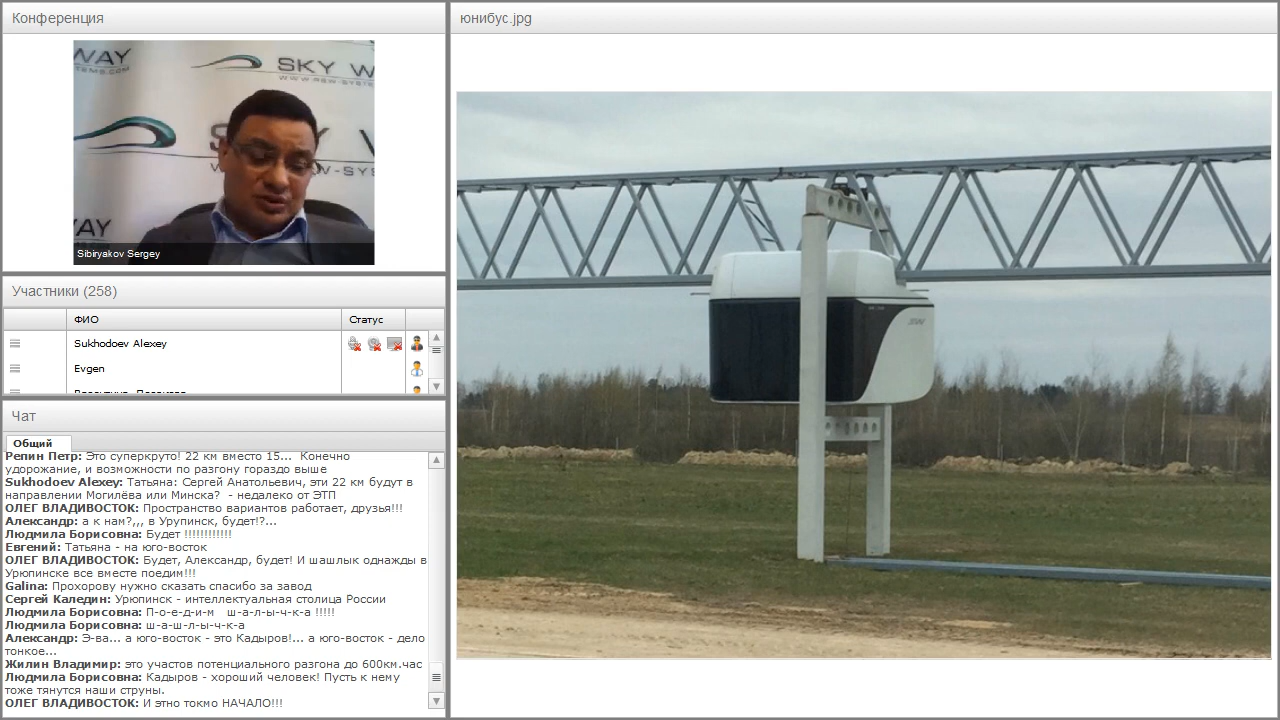 Конференция
WAY
TEMS.COM
SKY W
WWW.RSW-SYSTE
Sibiryakov Sergey
Участники (258)
ФИО
Статус
Sukhodoev Alexey
Evgen
Чат
Общий
Репин Петр: Это суперкруто! 22 км вместо 15... Конечно
удорожание, и возможности по разгону гораздо выше
Sukhodoev Alexey: Татьяна: Сергей Анатольевич, эти 22 км будут в
направлении Могилёва или Минска? - недалеко от ЭТП
ОЛЕГ ВЛАДИВОСТОК: Пространство вариантов работает, друзья!!!
Александр: а к нам?,,, в Урупинск, будет!?...
Людмила Борисовна: Будет !!!!!!!!!!!!
Евгений: Татьяна - на юго-восток
ОЛЕГ ВЛАДИВОСТОК: Будет, Александр, будет! И шашлык однажды в
Урюпинске все вместе поедим!!!
Galina: Прохорову нужно сказать спасибо за завод
Сергей Каледин: Урюпинск - интеллектуальная столица России
Людмила Борисовна: П-о-е-д-и-м ш-а-л-ы-ч-к-а !!!!!
Людмила Борисовна: ш-а-ш-л-ы-ч-к-а
Александр: Э-ва... а юго-восток - это Кадыров!... а юго-восток - дело
тонкое...
Жилин Владимир: это участов потенциального разгона до 600км.час
Людмила Борисовна: Кадыров - хороший человек! Пусть к нему
тоже тянутся наши струны.
ОЛЕГ ВЛАДИВОСТОК: И этно токмо НАЧАЛО!!!
юнибус.jpg